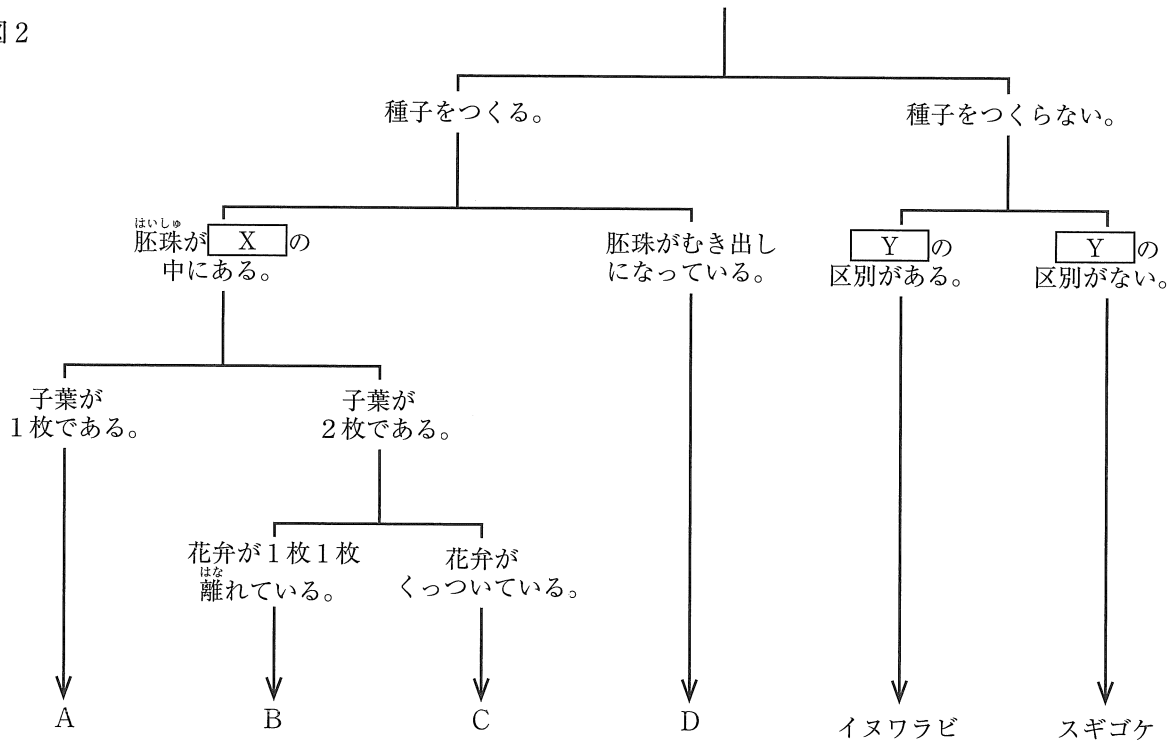 図2
種子をつくる。
種子をつくらない。
はいしゅ
胚珠が X の
中にある。
胚珠がむき出し
になっている。
Y の
区別がある。
Y の
区別がない。
子葉が
1枚である。
子葉が
2枚である。
花弁が1枚1枚
はな
離れている。
花弁が
くっついている。
A
B
C
D
イヌワラビ
スギゴケ